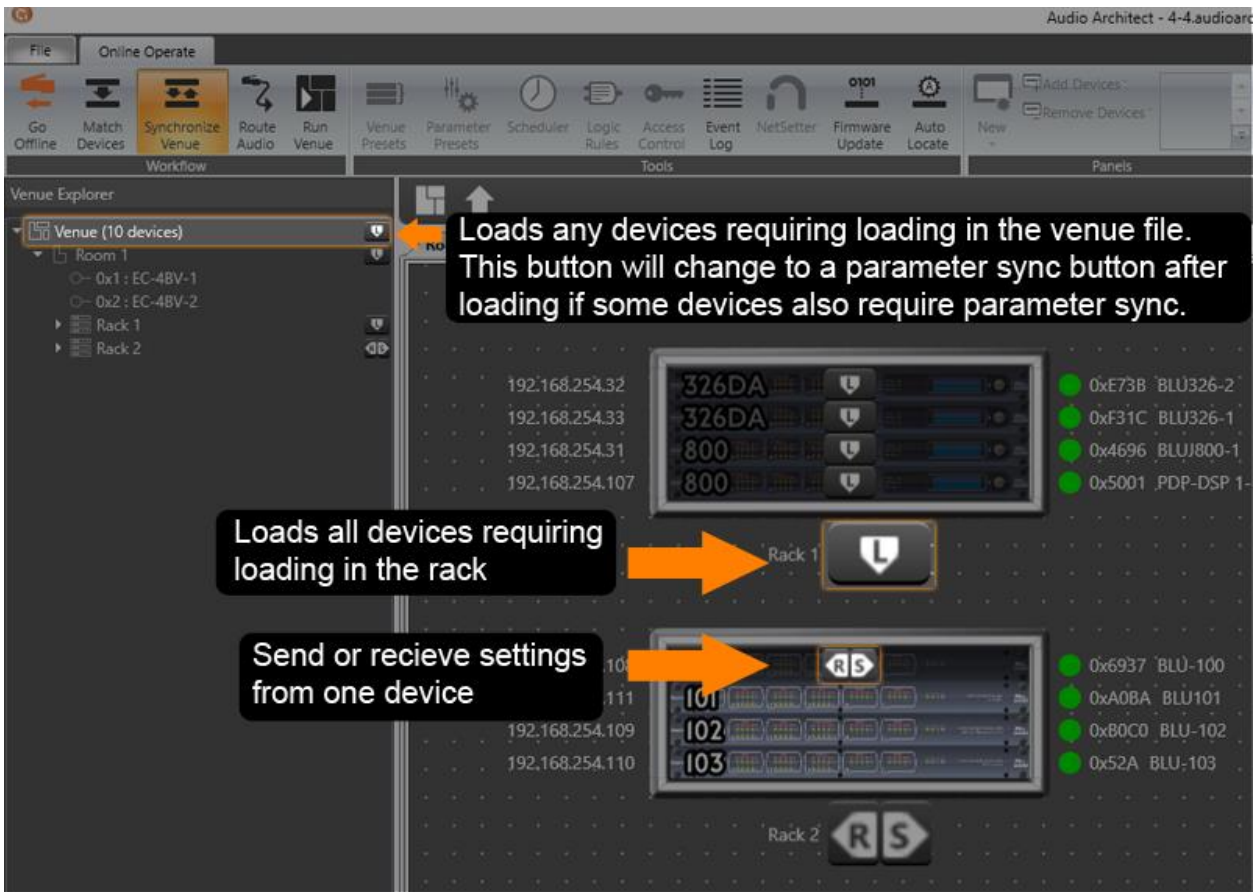 Audio Architect - 4-4.audioarc
File
Online Operate
Go Offline
Match Devices
Synchronize Venue
Route Audio
Run Venue
Venue Presets
Parameter Presets
Scheduler
Logic Rules
Access Control
Event Log
NetSetter
Firmware Update
Auto Locate
New
Add Devices
Remove Devices
Workflow
Tools
Panels
Venue Explorer
Venue (10 devices)
L
Room 1
L
0x1 : EC-4BV-1
0x2 : EC-4BV-2
Rack 1
L
Rack 2
R S
Ro
Loads any devices requiring loading in the venue file.
This button will change to a parameter sync button after
loading if some devices also require parameter sync.
192.168.254.32 326DA L 0xE73B BLU326-2
192.168.254.33 326DA L 0xF31C BLU326-1
192.168.254.31 800 L 0x4696 BLUJ800-1
192.168.254.107 800 L 0x5001 PDP-DSP 1-
Loads all devices requiring
loading in the rack
Rack 1 L
Send or recieve settings
from one device
.108 R S 0x6937 BLU-100
.111 101 0xA0BA BLU101
192.168.254.109 102 0xB0C0 BLU-102
192.168.254.110 103 0x52A BLU-103
Rack 2 R S